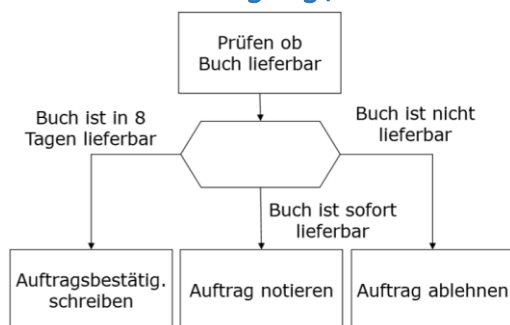 Prüfen ob
Buch lieferbar
Buch ist in 8
Tagen lieferbar
Buch ist nicht
lieferbar
Buch ist sofort
lieferbar
Auftragsbestätig.
schreiben
Auftrag notieren
Auftrag ablehnen